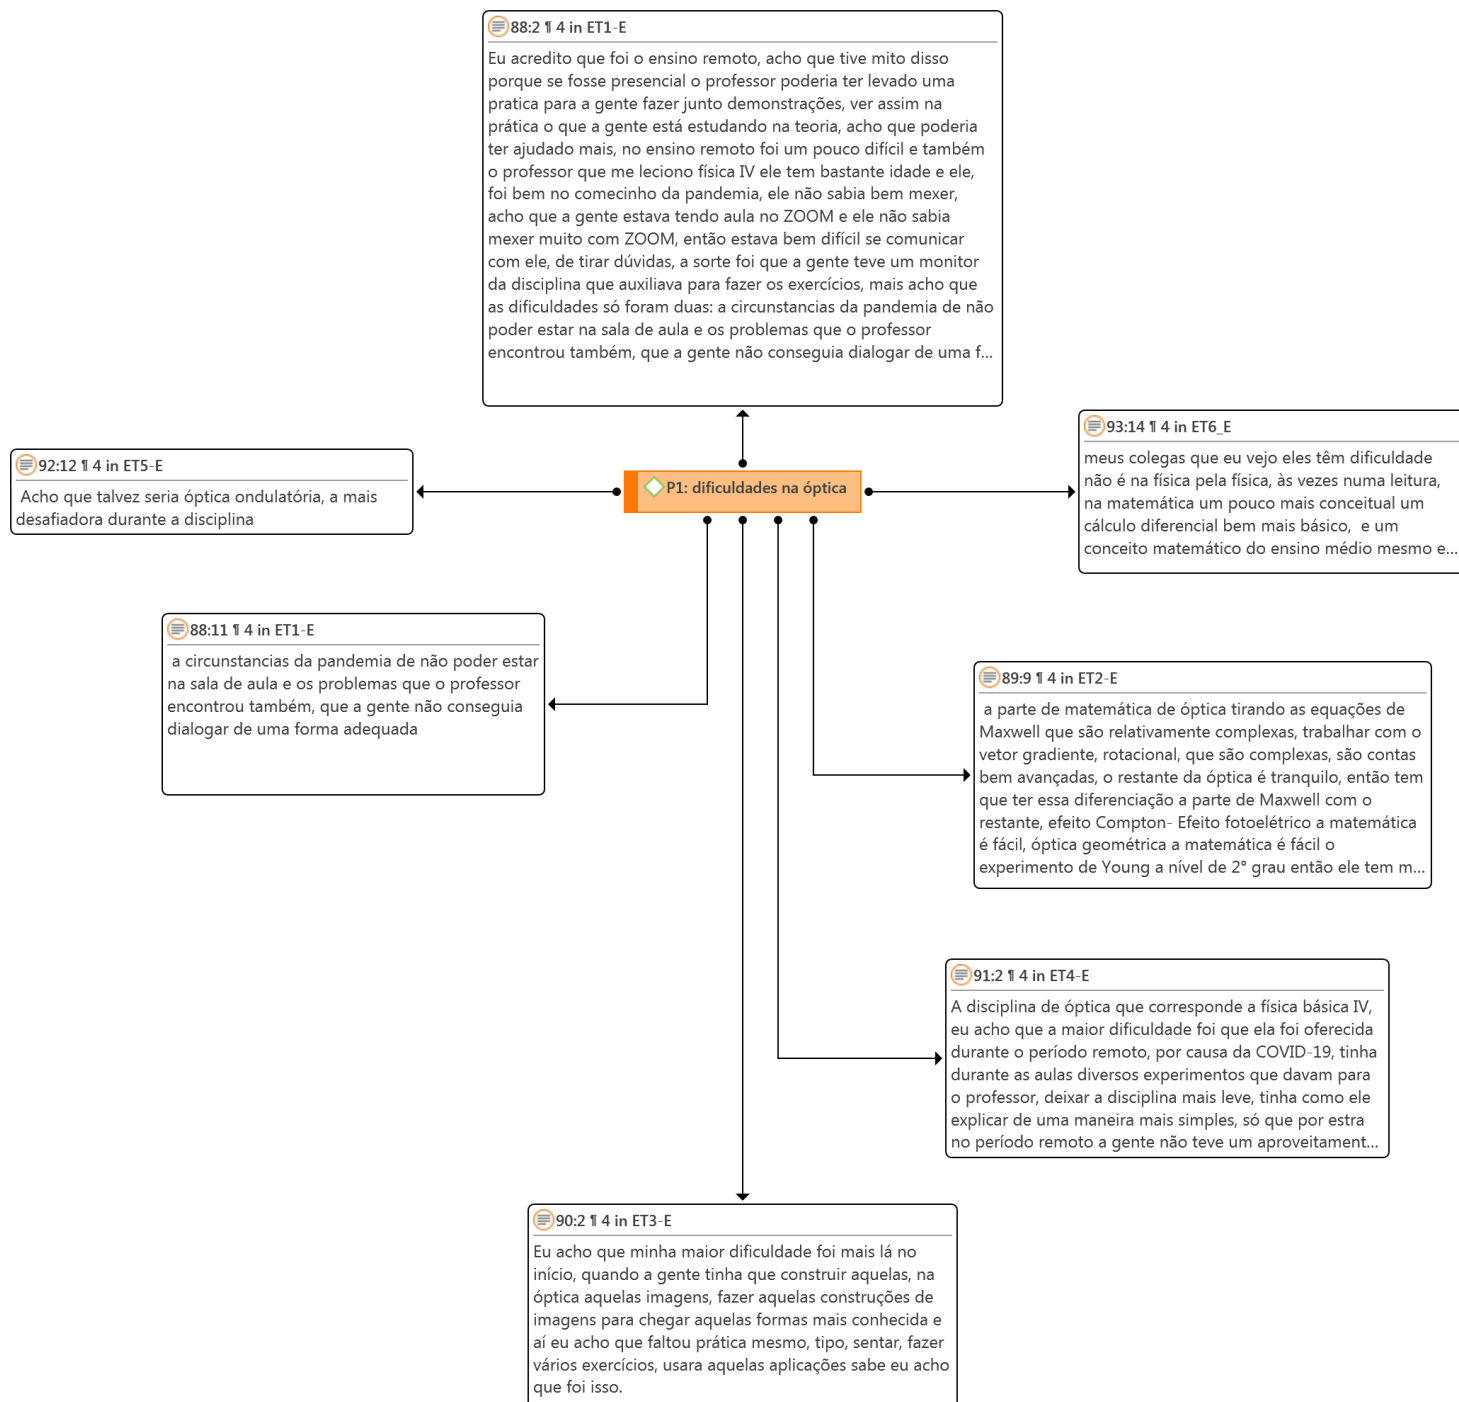 88:2 ¶ 4 in ET1-E
Eu acredito que foi o ensino remoto, acho que tive mito disso
porque se fosse presencial o professor poderia ter levado uma
pratica para a gente fazer junto demonstrações, ver assim na
prática o que a gente está estudando na teoria, acho que poderia
ter ajudado mais, no ensino remoto foi um pouco difícil e também
o professor que me leciono física IV ele tem bastante idade e ele,
foi bem no comecinho da pandemia, ele não sabia bem mexer,
acho que a gente estava tendo aula no ZOOM e ele não sabia
mexer muito com ZOOM, então estava bem difícil se comunicar
com ele, de tirar dúvidas, a sorte foi que a gente teve um monitor
da disciplina que auxiliava para fazer os exercícios, mais acho que
as dificuldades só foram duas: a circunstancias da pandemia de não
poder estar na sala de aula e os problemas que o professor
encontrou também, que a gente não conseguia dialogar de uma f...
93:14 ¶ 4 in ET6_E
meus colegas que eu vejo eles têm dificuldade
não é na física pela física, às vezes numa leitura,
na matemática um pouco mais conceitual um
cálculo diferencial bem mais básico,  e um
conceito matemático do ensino médio mesmo e...
92:12 ¶ 4 in ET5-E
Acho que talvez seria óptica ondulatória, a mais
desafiadora durante a disciplina
P1: dificuldades na óptica
88:11 ¶ 4 in ET1-E
a circunstancias da pandemia de não poder estar
na sala de aula e os problemas que o professor
encontrou também, que a gente não conseguia
dialogar de uma forma adequada
89:9 ¶ 4 in ET2-E
a parte de matemática de óptica tirando as equações de
Maxwell que são relativamente complexas, trabalhar com o
vetor gradiente, rotacional, que são complexas, são contas
bem avançadas, o restante da óptica é tranquilo, então tem
que ter essa diferenciação a parte de Maxwell com o
restante, efeito Compton- Efeito fotoelétrico a matemática
é fácil, óptica geométrica a matemática é fácil o
experimento de Young a nível de 2° grau então ele tem m...
91:2 ¶ 4 in ET4-E
A disciplina de óptica que corresponde a física básica IV,
eu acho que a maior dificuldade foi que ela foi oferecida
durante o período remoto, por causa da COVID-19, tinha
durante as aulas diversos experimentos que davam para
o professor, deixar a disciplina mais leve, tinha como ele
explicar de uma maneira mais simples, só que por estra
no período remoto a gente não teve um aproveitament...
90:2 ¶ 4 in ET3-E
Eu acho que minha maior dificuldade foi mais lá no
início, quando a gente tinha que construir aquelas, na
óptica aquelas imagens, fazer aquelas construções de
imagens para chegar aquelas formas mais conhecida e
aí eu acho que faltou prática mesmo, tipo, sentar, fazer
vários exercícios, usara aquelas aplicações sabe eu acho
que foi isso.